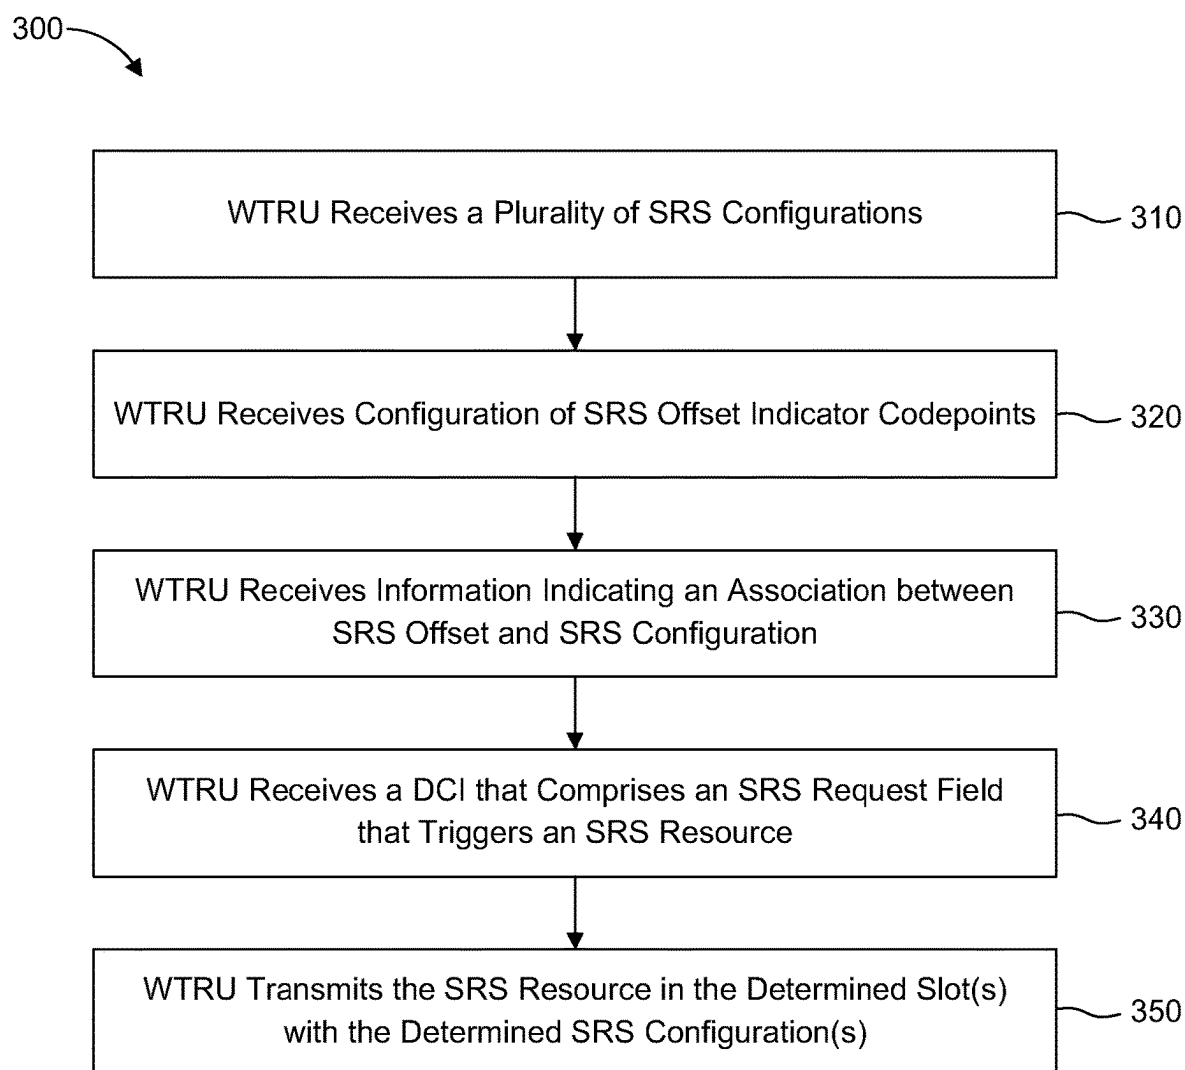 300
WTRU Receives a Plurality of SRS Configurations
310
WTRU Receives Configuration of SRS Offset Indicator Codepoints
320
WTRU Receives Information Indicating an Association between
SRS Offset and SRS Configuration
330
WTRU Receives a DCI that Comprises an SRS Request Field
that Triggers an SRS Resource
340
WTRU Transmits the SRS Resource in the Determined Slot(s)
with the Determined SRS Configuration(s)
350